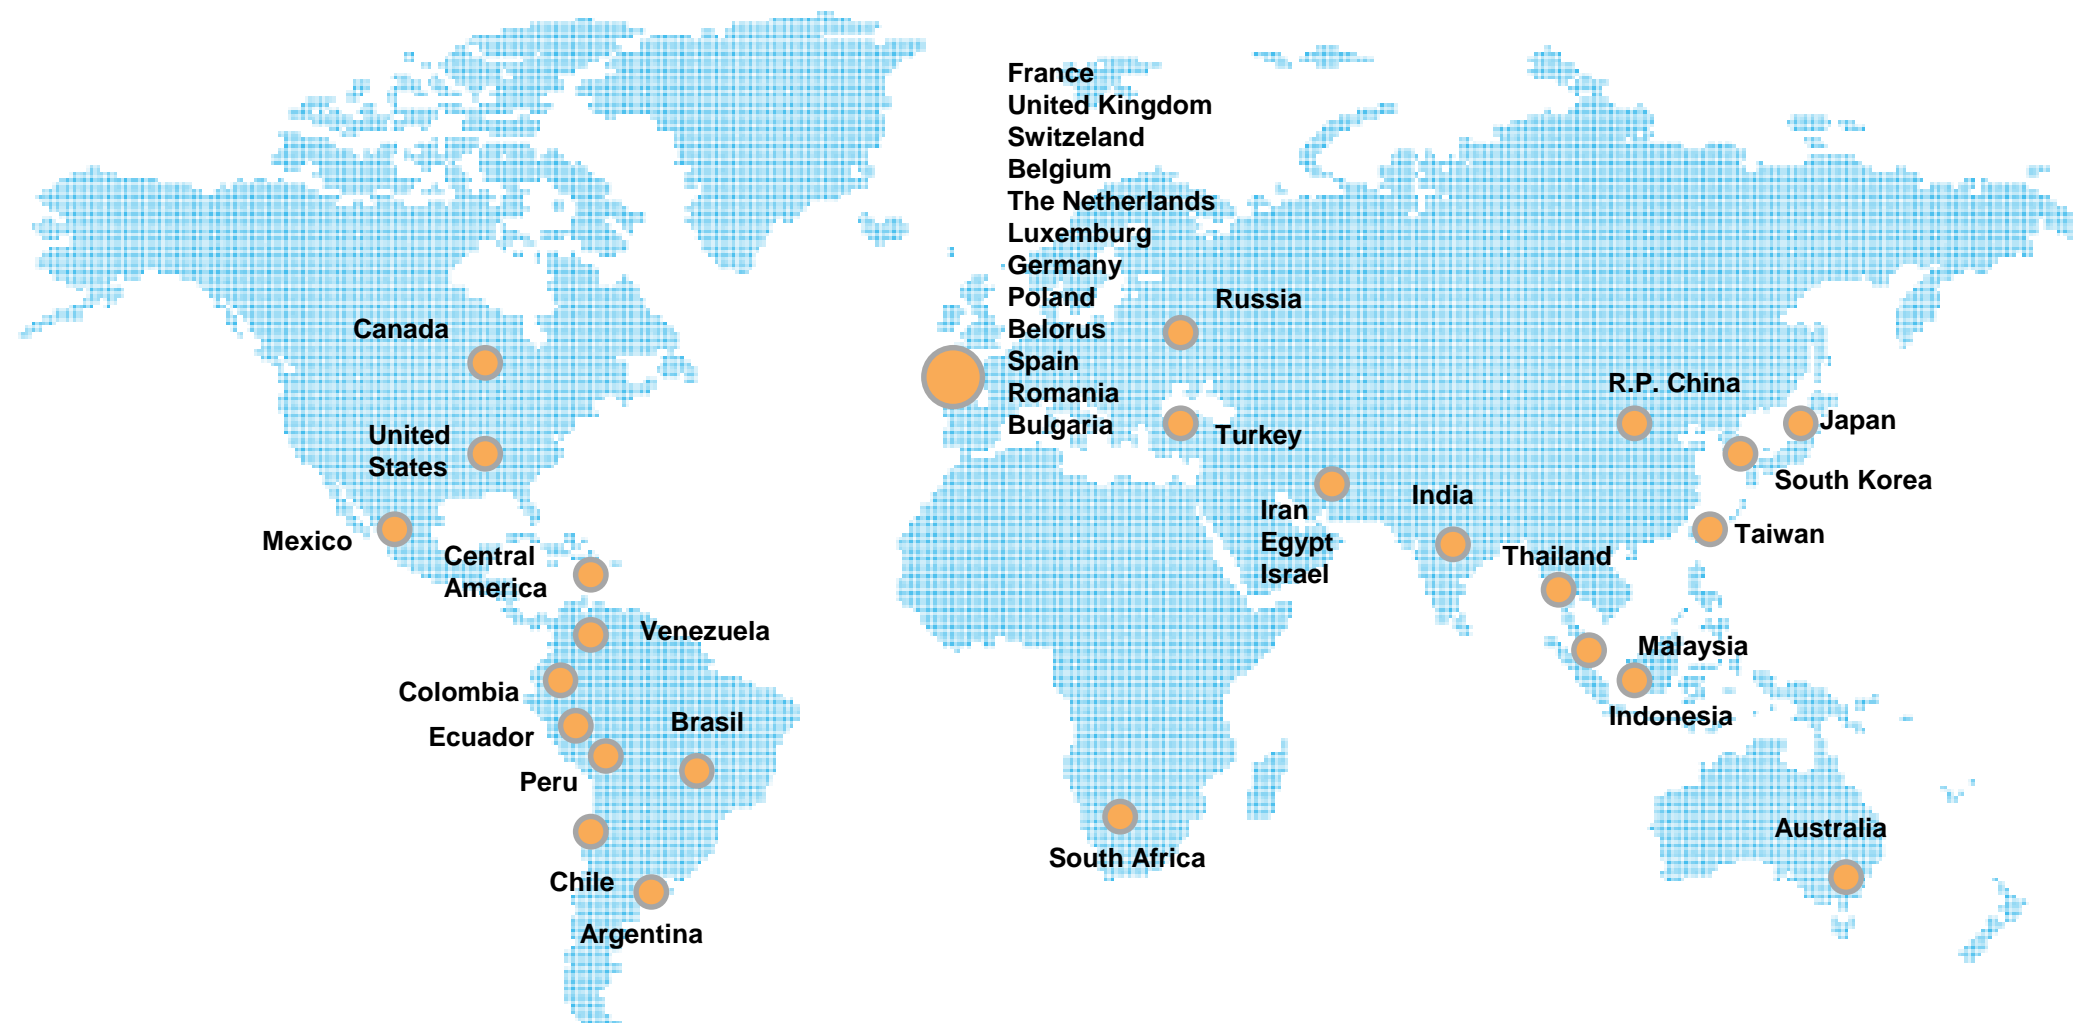 France
United Kingdom
Switzeland
Belgium
The Netherlands
Luxemburg
Germany
Poland
Belorus
Spain
Romania
Bulgaria
Russia
Canada
R.P. China
Japan
United
States
Turkey
South Korea
India
Iran
Egypt
Israel
Taiwan
Mexico
Central
America
Thailand
Venezuela
Malaysia
Colombia
Indonesia
Brasil
Ecuador
Peru
Australia
South Africa
Chile
Argentina